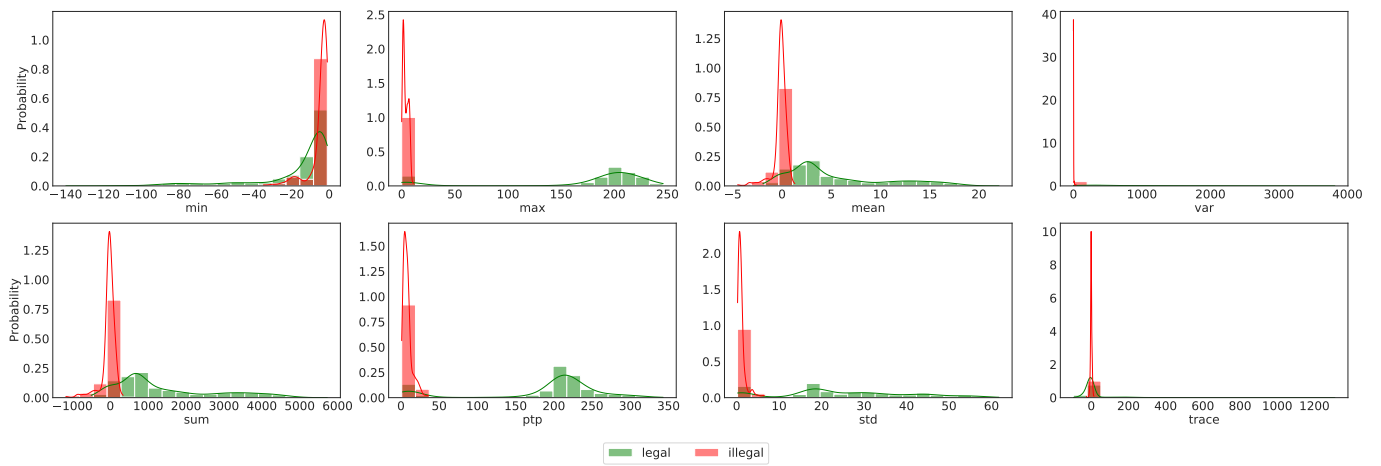 Probability
1.0
0.8
0.6
0.4
0.2
0.0
−140 −120 −100 −80 −60 −40 −20 0
min
2.5
2.0
1.5
1.0
0.5
0.0
0 50 100 150 200 250
max
1.25
1.00
0.75
0.50
0.25
0.00
−5 0 5 10 15 20
mean
40
30
20
10
0
0 1000 2000 3000 4000
var
Probability
1.25
1.00
0.75
0.50
0.25
0.00
−1000 0 1000 2000 3000 4000 5000 6000
sum
1.50
1.25
1.00
0.75
0.50
0.25
0.00
0 50 100 150 200 250 300 350
ptp
2.0
1.5
1.0
0.5
0.0
0 10 20 30 40 50 60
std
10
8
6
4
2
0
0 200 400 600 800 1000 1200
trace
legal illegal